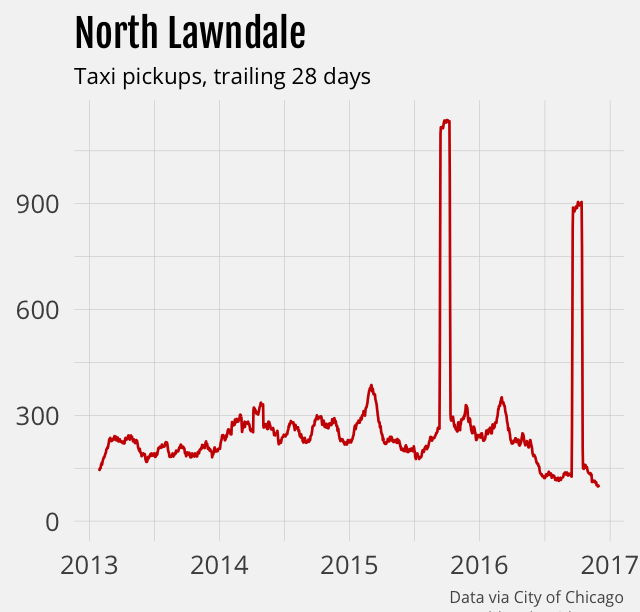 North Lawndale
Taxi pickups, trailing 28 days
900
600
300
0
2013 2014 2015 2016 2017
Data via City of Chicago